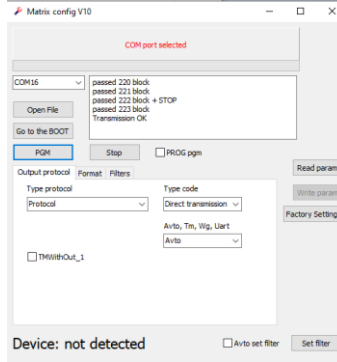 Matrix config V10
COM port selected
COM16
passed 220 block
passed 221 block
passed 222 block + STOP
passed 223 block
Transmission OK
Open File
Go to the BOOT
PGM
Stop
PROG pgm
Read param
Write param
Factory Setting
Output protocol
Format
Filters
Type protocol
Type code
Protocol
Direct transmission
Avto, Tm, Wg, Uart
Avto
TMWithOut_1
Device: not detected
Avto set filter
Set filter